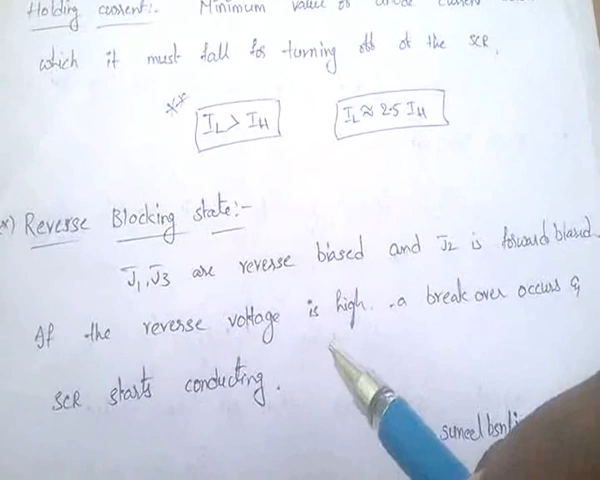 Holding current:- Minimum value of anode current
which it must fall for turning off of the SCR.
** IL > IH IL ≈ 2.5 IH
*) Reverse Blocking state:-
J1, J3 are reverse biased and J2 is forward biased.
If the reverse voltage is high. a break over occurs &
SCR starts conducting.